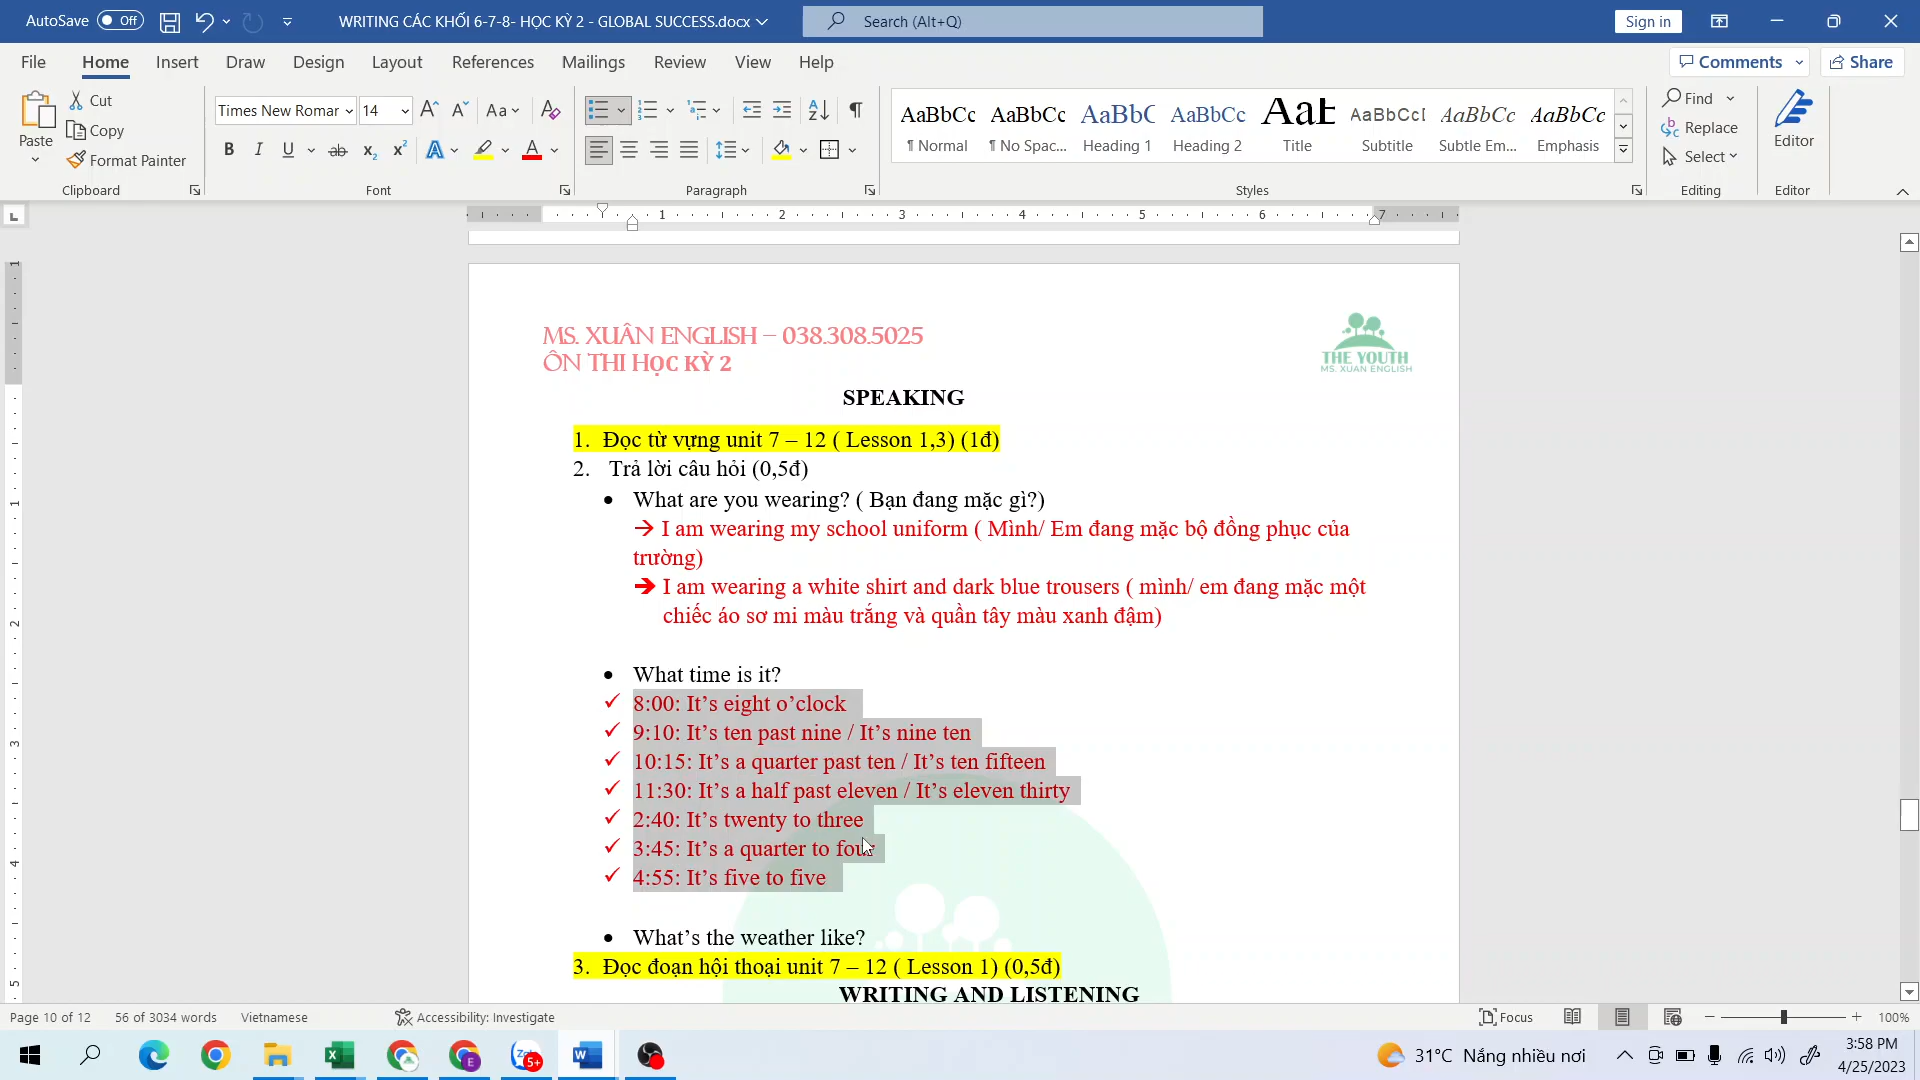 AutoSave Off WRITING CÁC KHỐI 6-7-8- HỌC KỲ 2 - GLOBAL SUCCESS.docx Search (Alt+Q) Sign in
File Home Insert Draw Design Layout References Mailings Review View Help Comments Share
Paste
Cut
Copy
Format Painter
Clipboard
Times New Romar 14
Font
Paragraph
AaBbCc AaBbCc AaBbC AaBbCc AaE AaBbCcD AaBbCc AaBbCc
¶ Normal ¶ No Spac... Heading 1 Heading 2 Title Subtitle Subtle Em... Emphasis
Styles
Find
Replace
Select
Editing
Editor
Editor
MS. XUÂN ENGLISH – 038.308.5025
ÔN THI HỌC KỲ 2
THE YOUTH
MS. XUAN ENGLISH
SPEAKING
1. Đọc từ vựng unit 7 – 12 ( Lesson 1,3) (1đ)
2. Trả lời câu hỏi (0,5đ)
• What are you wearing? ( Bạn đang mặc gì?)
→ I am wearing my school uniform ( Mình/ Em đang mặc bộ đồng phục của
trường)
➔ I am wearing a white shirt and dark blue trousers ( mình/ em đang mặc một
chiếc áo sơ mi màu trắng và quần tây màu xanh đậm)
• What time is it?
✓ 8:00: It’s eight o’clock
✓ 9:10: It’s ten past nine / It’s nine ten
✓ 10:15: It’s a quarter past ten / It’s ten fifteen
✓ 11:30: It’s a half past eleven / It’s eleven thirty
✓ 2:40: It’s twenty to three
✓ 3:45: It’s a quarter to four
✓ 4:55: It’s five to five
• What’s the weather like?
3. Đọc đoạn hội thoại unit 7 – 12 ( Lesson 1) (0,5đ)
WRITING AND LISTENING
Page 10 of 12 56 of 3034 words Vietnamese Accessibility: Investigate Focus 100%
31°C Nắng nhiều nơi
3:58 PM
4/25/2023